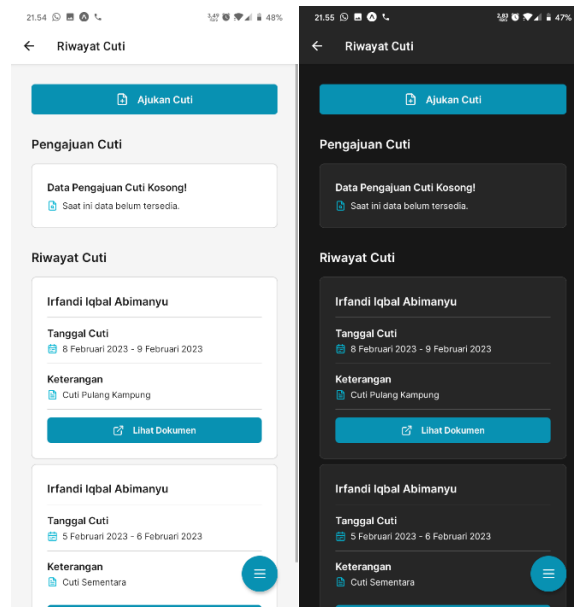 21.54
48%
Riwayat Cuti
Ajukan Cuti
Pengajuan Cuti
Data Pengajuan Cuti Kosong!
Saat ini data belum tersedia.
Riwayat Cuti
Irfandi Iqbal Abimanyu
Tanggal Cuti
8 Februari 2023 - 9 Februari 2023
Keterangan
Cuti Pulang Kampung
Lihat Dokumen
Irfandi Iqbal Abimanyu
Tanggal Cuti
5 Februari 2023 - 6 Februari 2023
Keterangan
Cuti Sementara
21.55
47%
Riwayat Cuti
Ajukan Cuti
Pengajuan Cuti
Data Pengajuan Cuti Kosong!
Saat ini data belum tersedia.
Riwayat Cuti
Irfandi Iqbal Abimanyu
Tanggal Cuti
8 Februari 2023 - 9 Februari 2023
Keterangan
Cuti Pulang Kampung
Lihat Dokumen
Irfandi Iqbal Abimanyu
Tanggal Cuti
5 Februari 2023 - 6 Februari 2023
Keterangan
Cuti Sementara